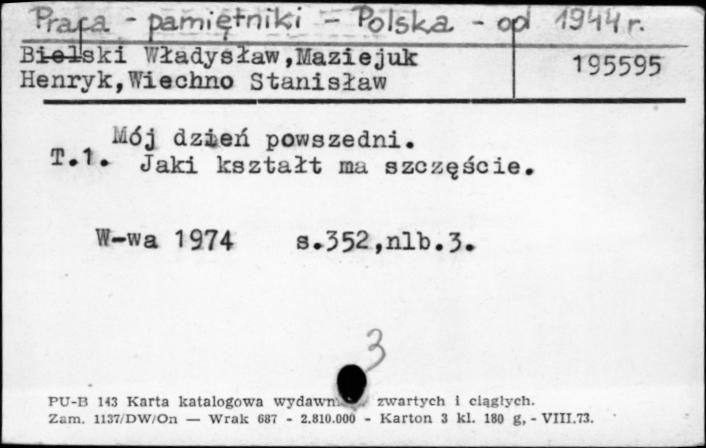 Praca - pamiętniki - Polska - od 1944 r.
Bielski Władysław,Maziejuk
Henryk,Wiechno Stanisław
195595
Mój dzień powszedni.
T.1. Jaki kształt ma szczęście.
W-wa 1974 s.352,nlb.3.
3
PU-B 143 Karta katalogowa zwartych i ciągłych.
Zam. 1137/DW/On — Wrak 687 - 2.810.000 - Karton 3 kl. 180 g, - VIII.73.